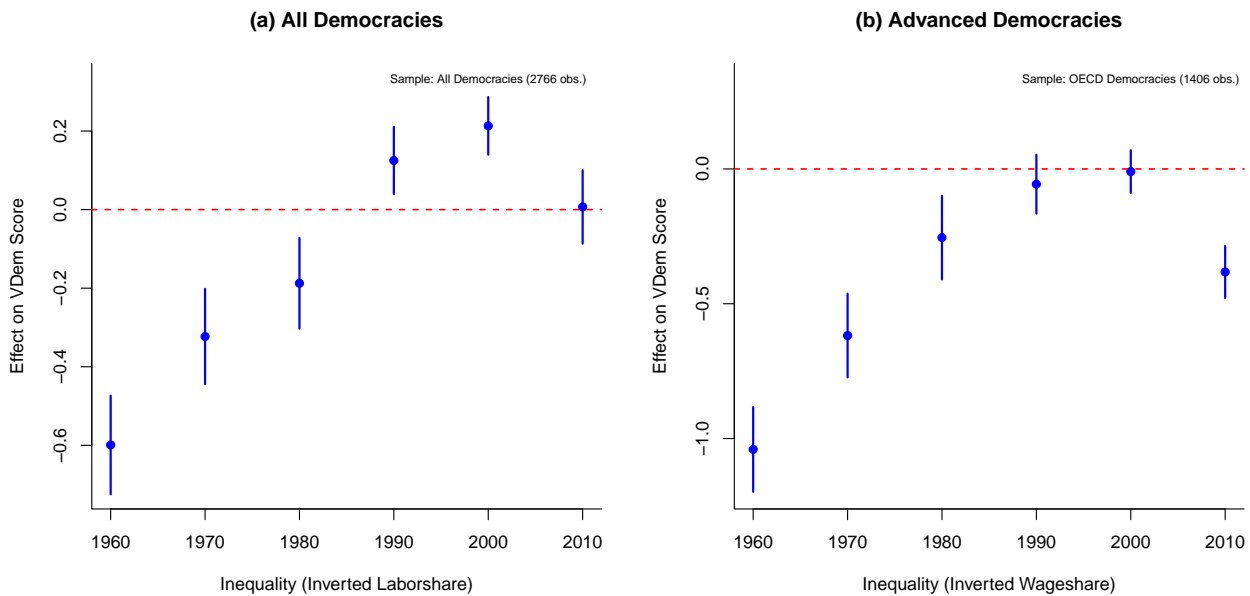 (a) All Democracies
Sample: All Democracies (2766 obs.)
Effect on VDem Score
0.2
0.0
−0.2
−0.4
−0.6
1960 1970 1980 1990 2000 2010
Inequality (Inverted Laborshare)
(b) Advanced Democracies
Sample: OECD Democracies (1406 obs.)
Effect on VDem Score
0.0
−0.5
−1.0
1960 1970 1980 1990 2000 2010
Inequality (Inverted Wageshare)